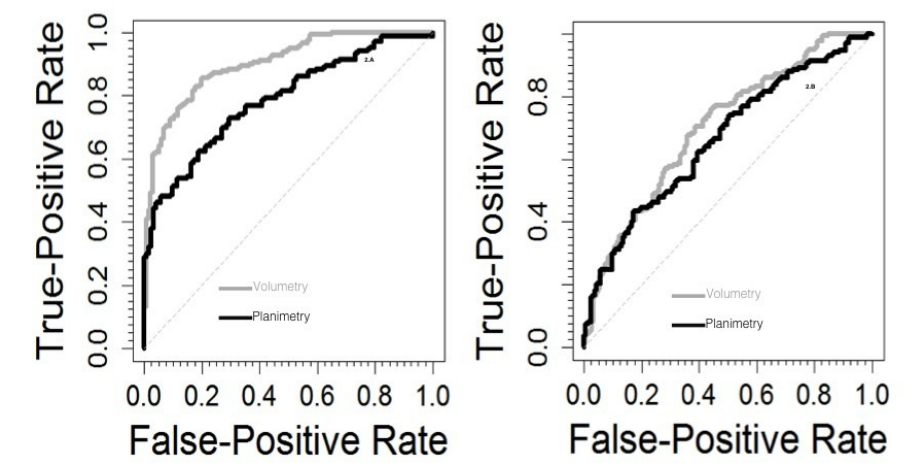 True-Positive Rate
1.0
0.8
0.6
0.4
0.2
0.0
2.A
Volumetry
Planimetry
0.0 0.2 0.4 0.6 0.8 1.0
False-Positive Rate
True-Positive Rate
0.8
0.4
0.0
2.B
Volumetry
Planimetry
0.0 0.2 0.4 0.6 0.8 1.0
False-Positive Rate